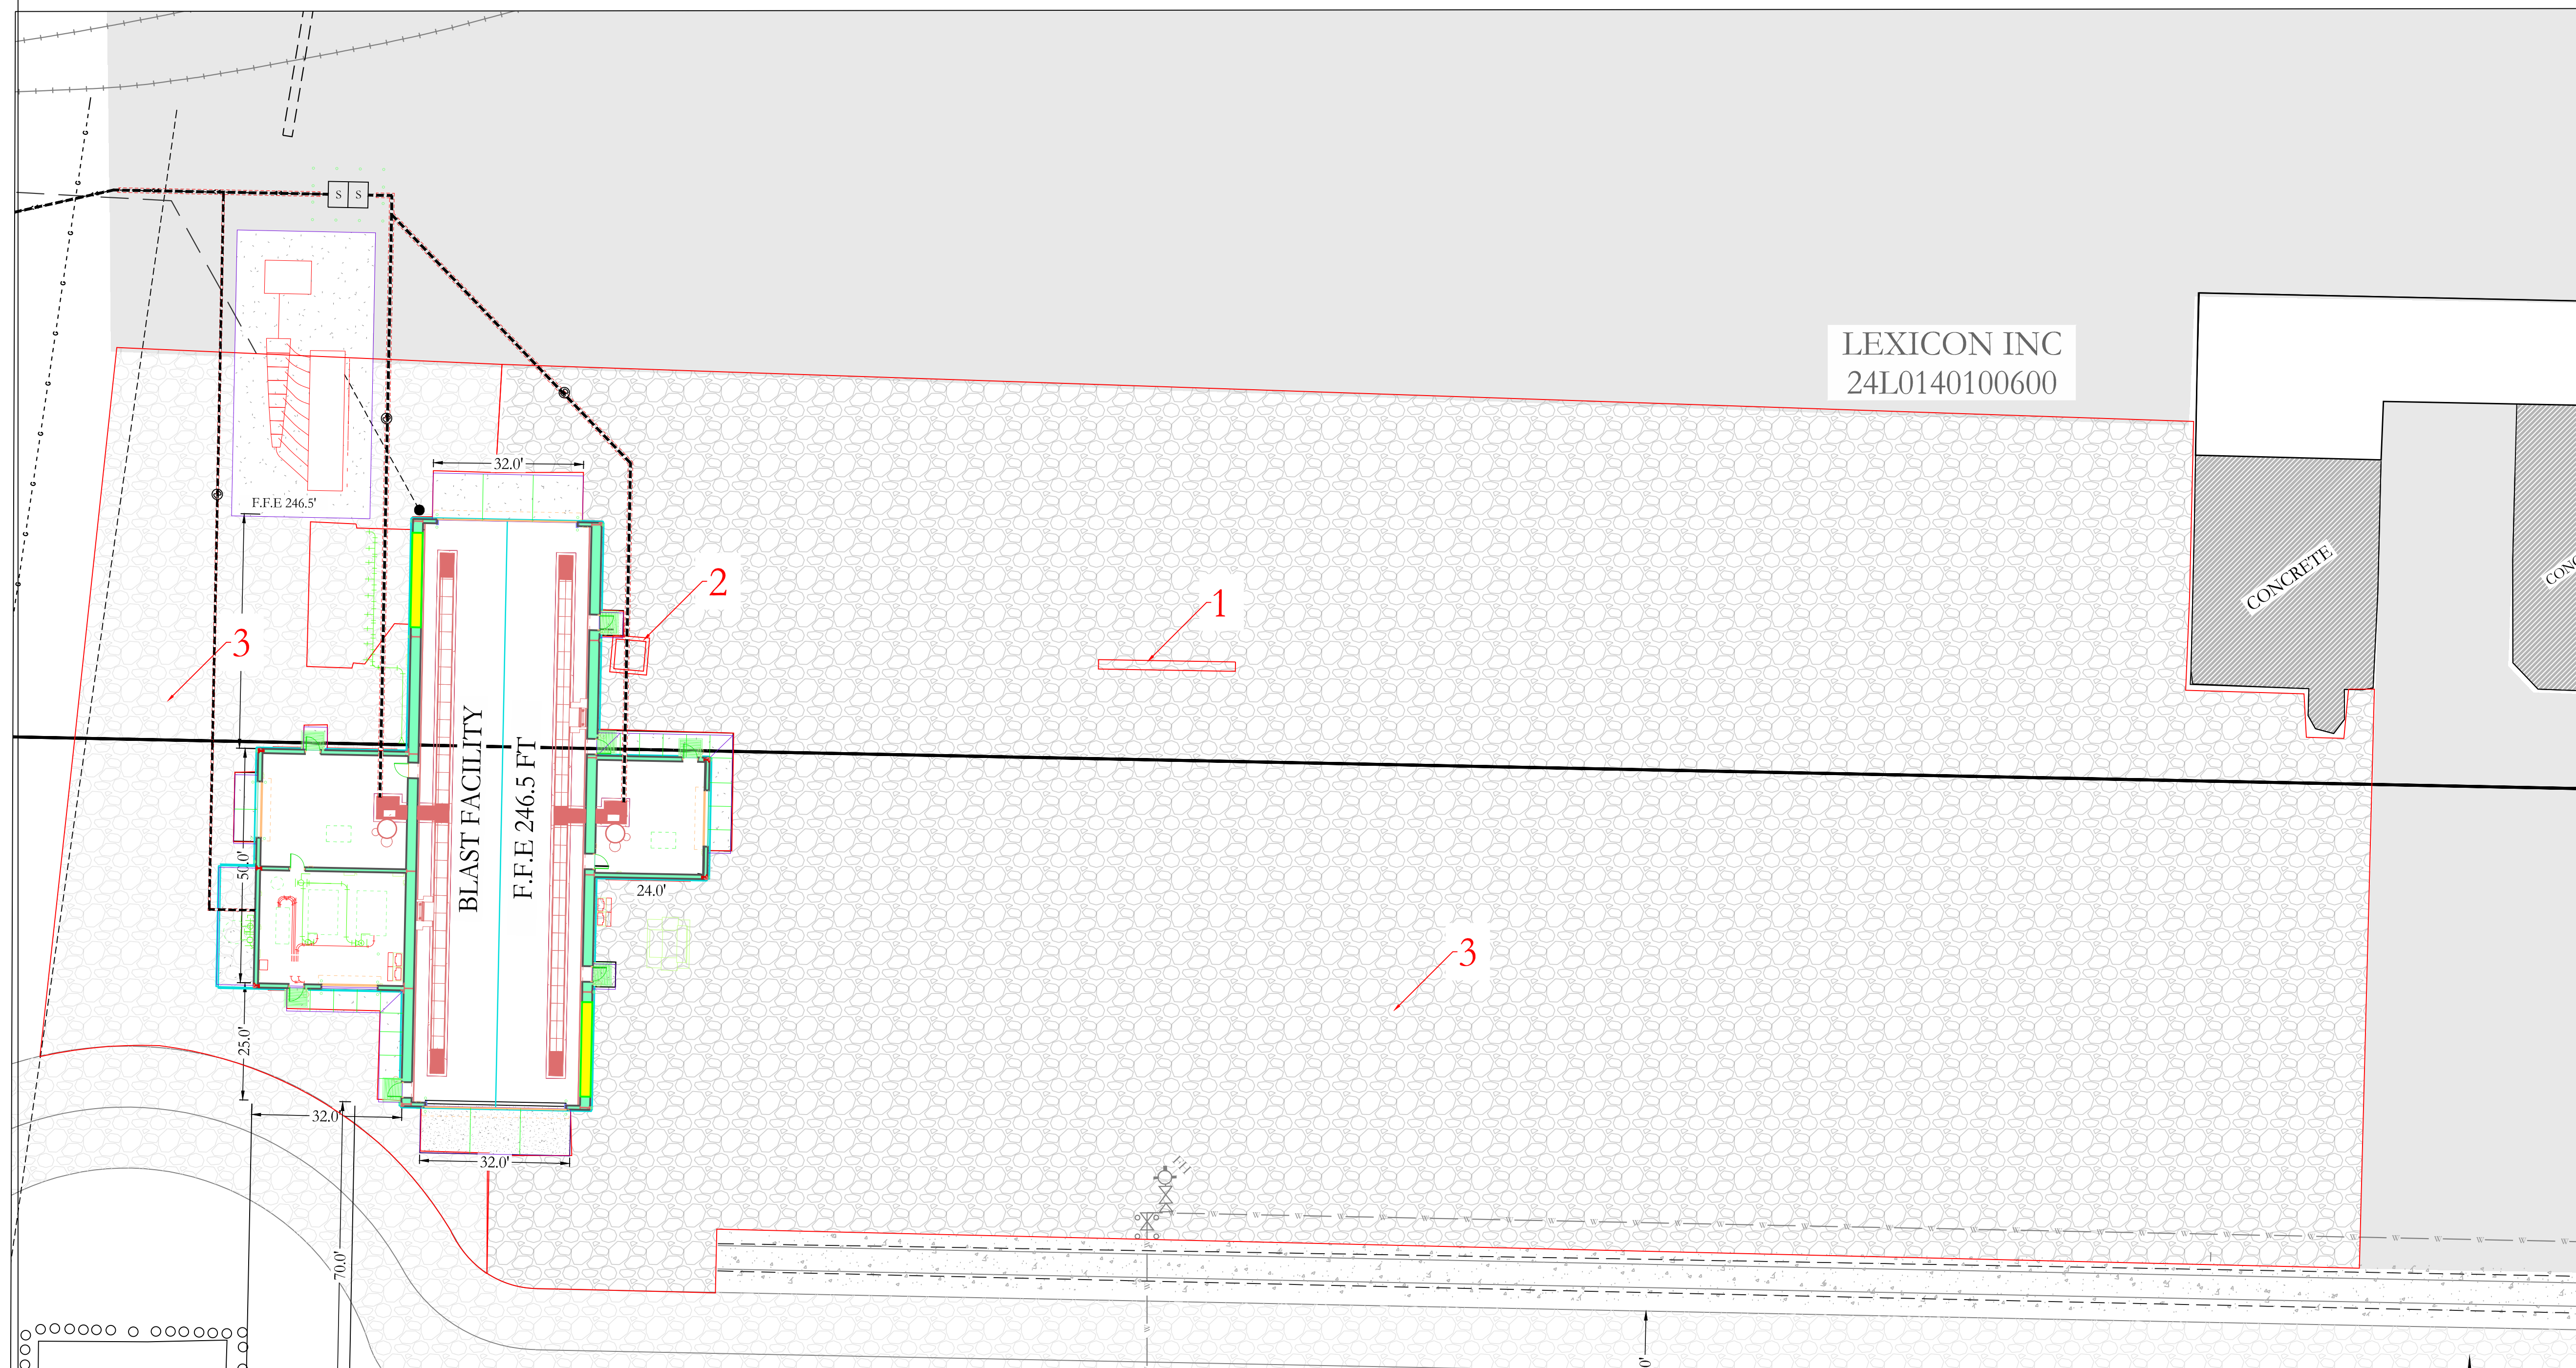 S S
LEXICON INC
24L0140100600
32.0'
F.F.E 246.5'
CONCRETE
2
1
3
BLAST FACILITY
F.F.E 246.5 FT
50.0'
24.0'
3
25.0'
32.0'
32.0'
70.0'